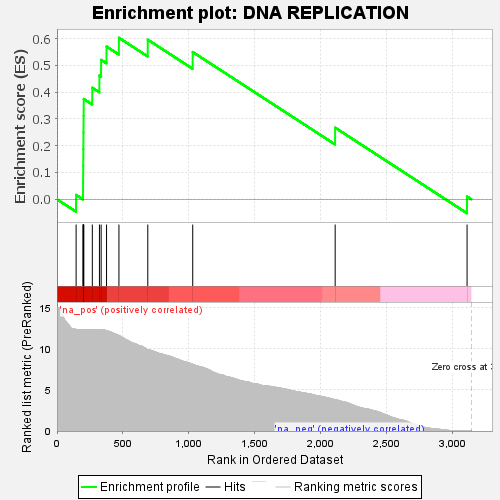 Enrichment plot: DNA REPLICATION
Enrichment score (ES)
0.6
0.5
0.4
0.3
0.2
0.1
0.0
'na_pos' (positively correlated)
Ranked list metric (PreRanked)
15
10
5
0
Zero cross at
'na_neg' (negatively correlated)
0 500 1,000 1,500 2,000 2,500 3,000
Rank in Ordered Dataset
Enrichment profile Hits Ranking metric scores